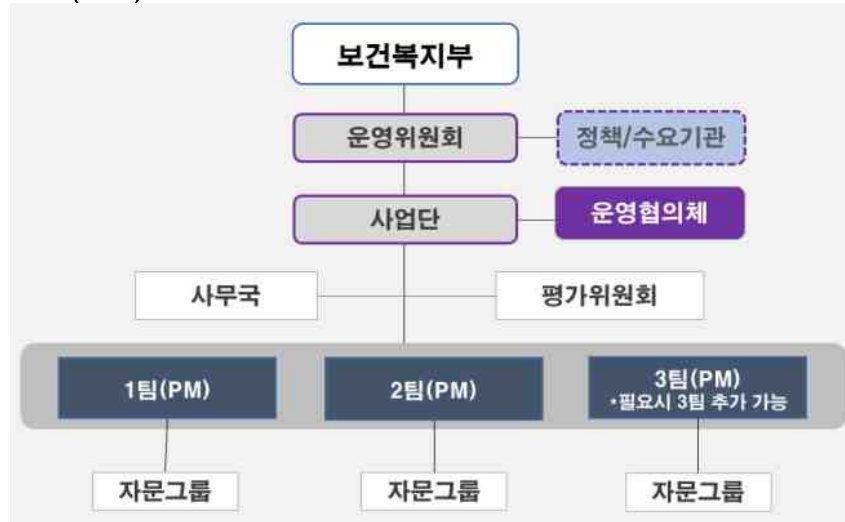 보건복지부
운영위원회
정책/수요기관
사업단
운영협의체
사무국
평가위원회
1팀(PM)
2팀(PM)
3팀(PM)
*필요시 3팀 추가 가능
자문그룹
자문그룹
자문그룹